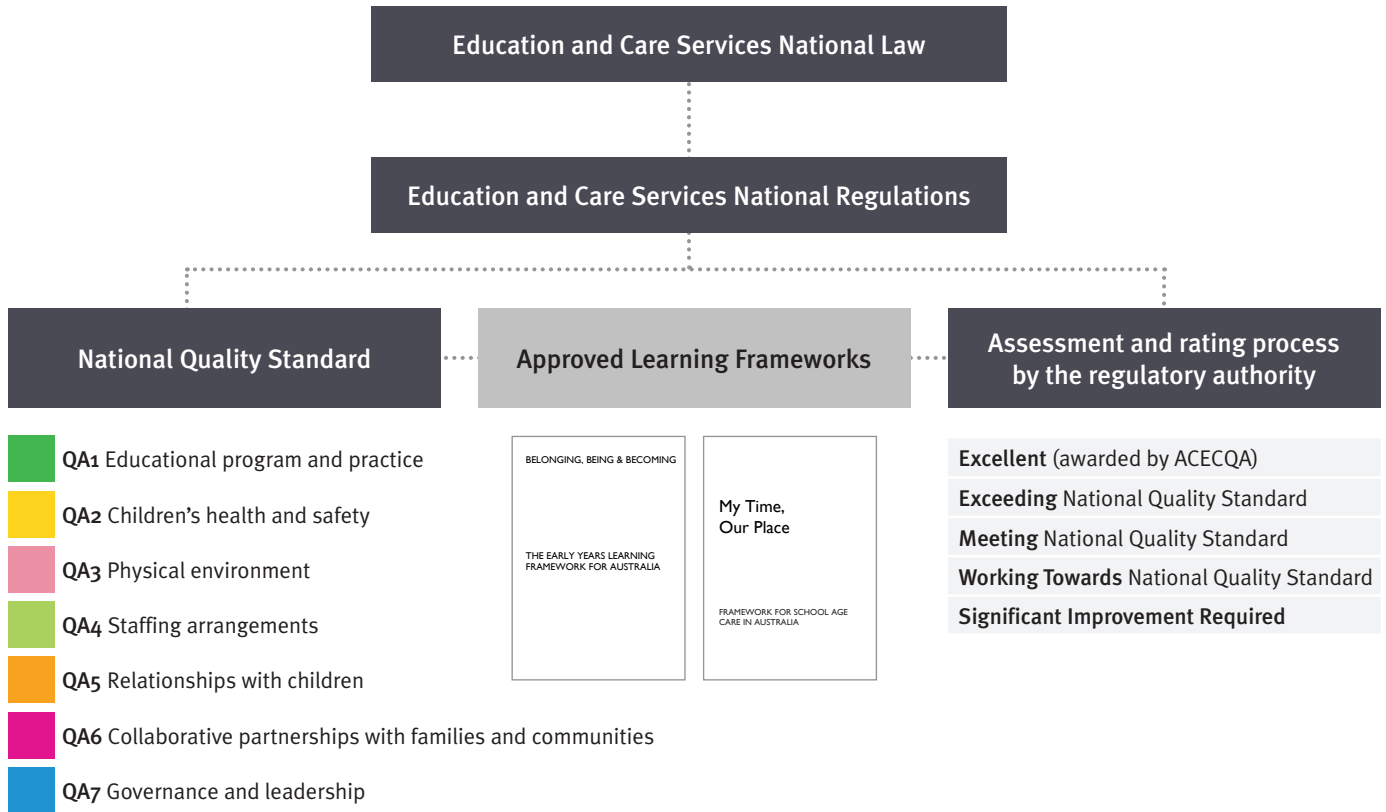 Education and Care Services National Law
Education and Care Services National Regulations
National Quality Standard
Approved Learning Frameworks
Assessment and rating process
by the regulatory authority
QA1 Educational program and practice
QA2 Children’s health and safety
QA3 Physical environment
QA4 Staffing arrangements
QA5 Relationships with children
QA6 Collaborative partnerships with families and communities
QA7 Governance and leadership
BELONGING, BEING & BECOMING
THE EARLY YEARS LEARNING
FRAMEWORK FOR AUSTRALIA
My Time,
Our Place
FRAMEWORK FOR SCHOOL AGE
CARE IN AUSTRALIA
Excellent (awarded by ACECQA)
Exceeding National Quality Standard
Meeting National Quality Standard
Working Towards National Quality Standard
Significant Improvement Required